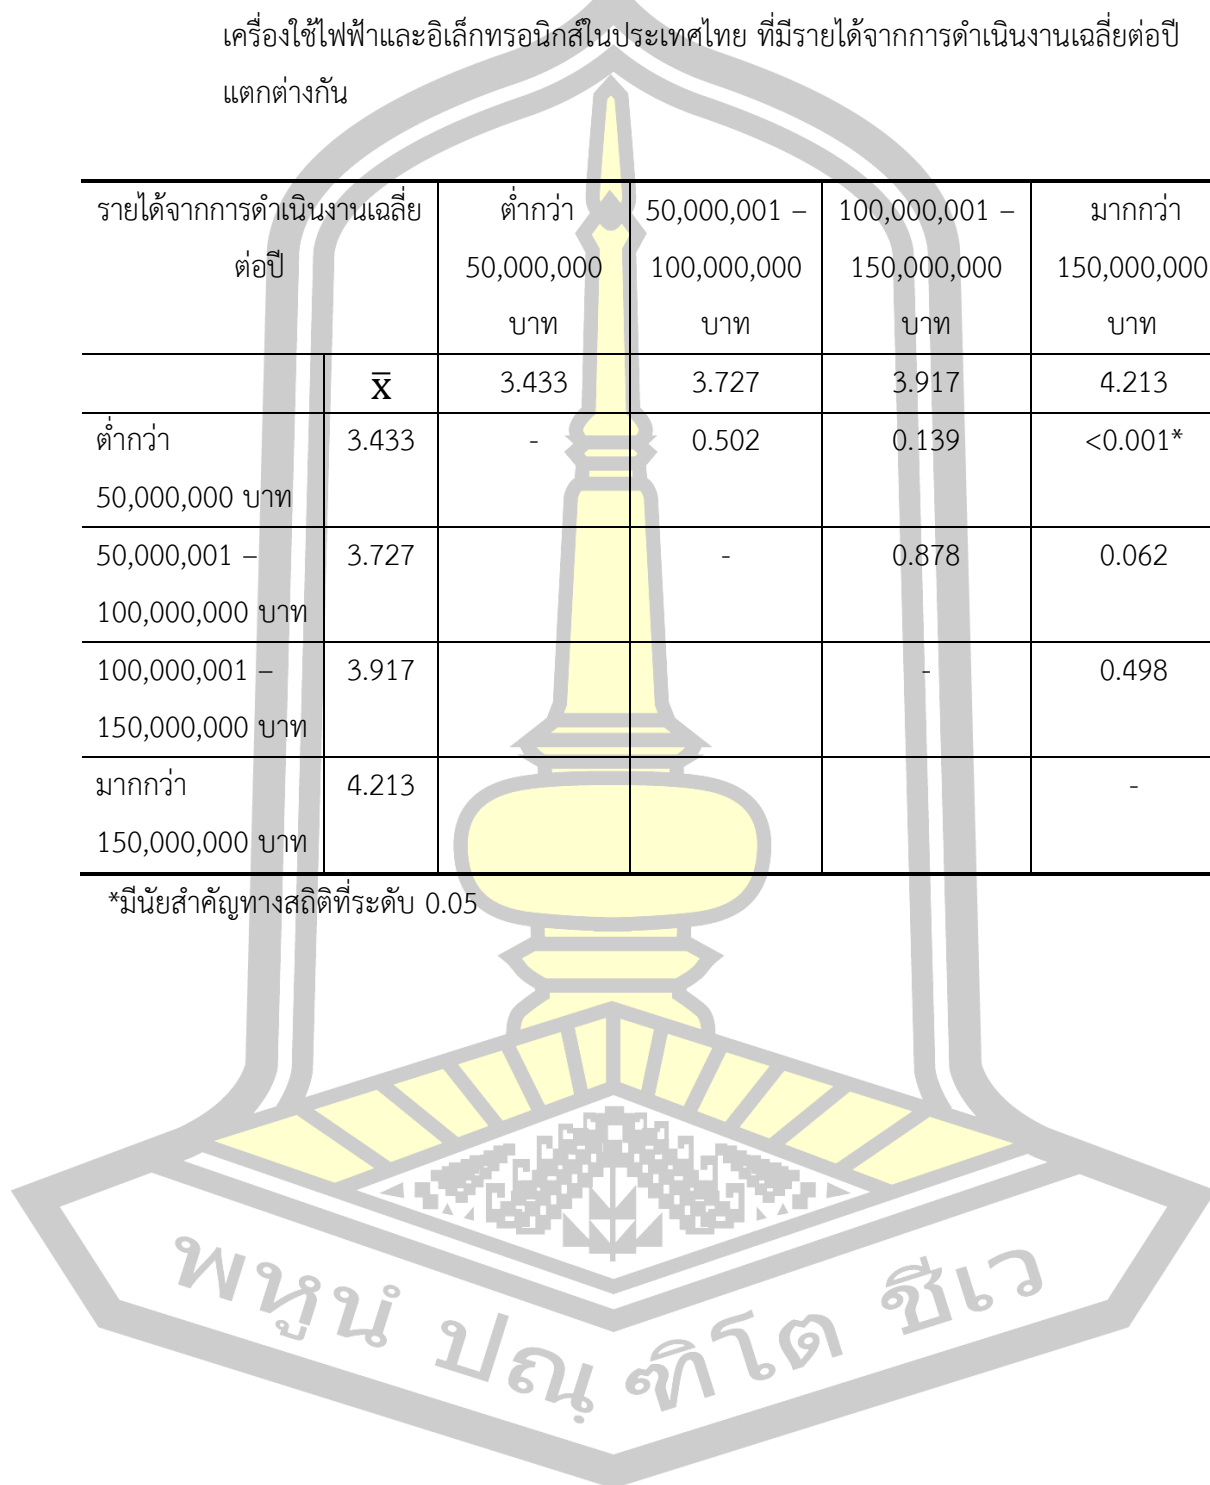 เครื่องใช้ไฟฟ้าและอิเล็กทรอนิกส์ในประเทศไทย ที่มีรายได้จากการดำเนินงานเฉลี่ยต่อปี
แตกต่างกัน
รายได้จากการดำเนินงานเฉลี่ย ต่ำกว่า 50,000,001 – 100,000,001 – มากกว่า
ต่อปี 50,000,000 100,000,000 150,000,000 150,000,000
บาท บาท บาท บาท
x̅ 3.433 3.727 3.917 4.213
ต่ำกว่า 3.433 - 0.502 0.139 <0.001*
50,000,000 บาท
50,000,001 – 3.727 - 0.878 0.062
100,000,000 บาท
100,000,001 – 3.917 - 0.498
150,000,000 บาท
มากกว่า 4.213 -
150,000,000 บาท
*มีนัยสำคัญทางสถิติที่ระดับ 0.05
พหูนํ ปณฺฑิโต ชีเว